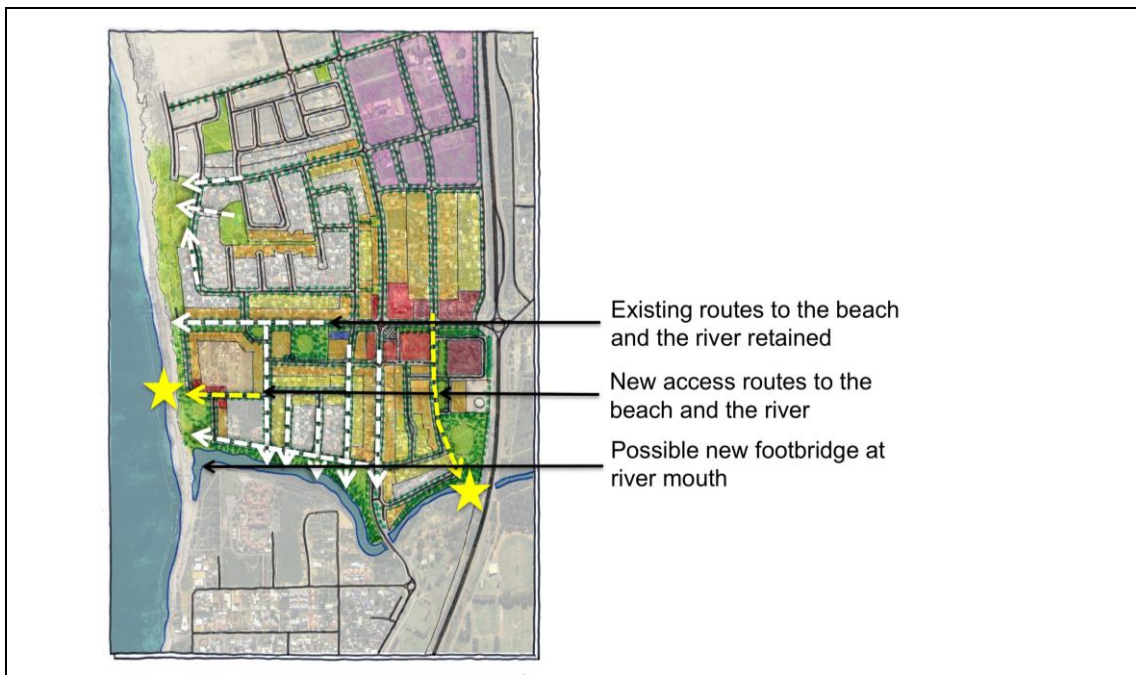 Existing routes to the beach
and the river retained
New access routes to the
beach and the river
Possible new footbridge at
river mouth